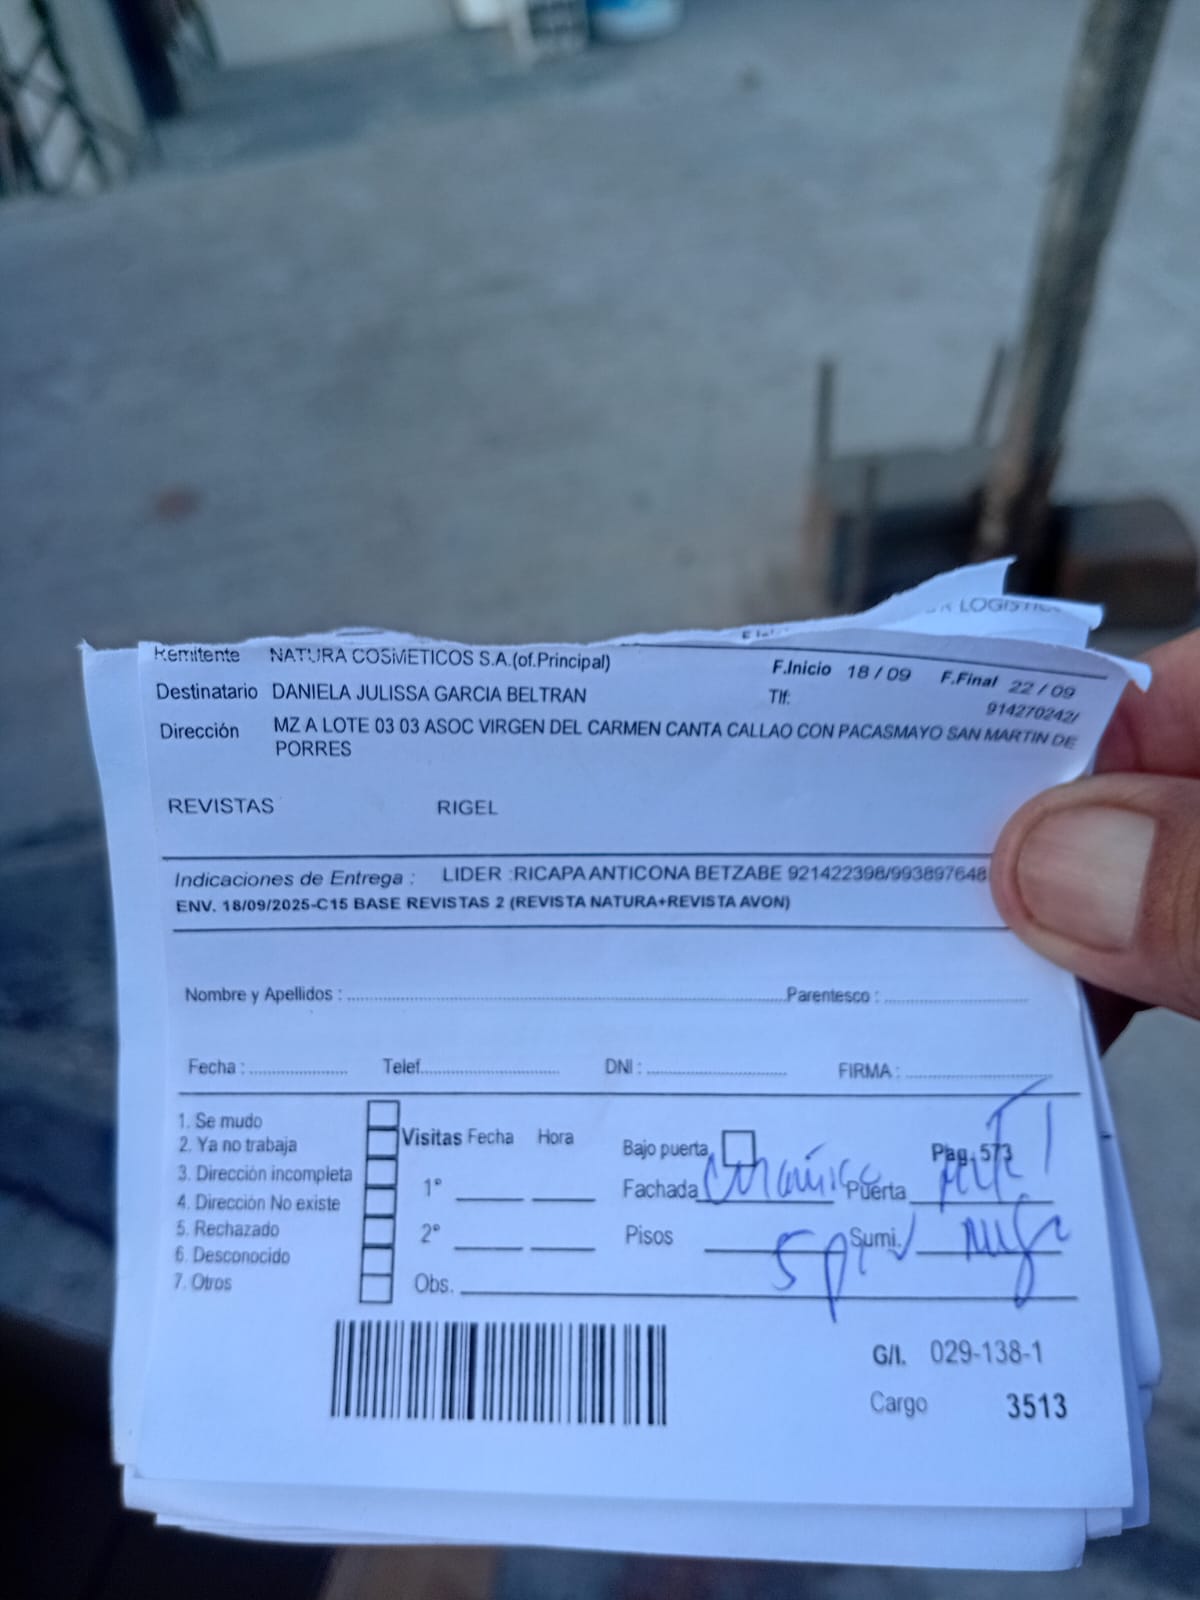 LOGISTICA
Remitente NATURA COSMETICOS S.A.(of.Principal) F.Inicio 18 / 09 F.Final 22 / 09
Destinatario DANIELA JULISSA GARCIA BELTRAN Tlf: 914270242/
Dirección MZ A LOTE 03 03 ASOC VIRGEN DEL CARMEN CANTA CALLAO CON PACASMAYO SAN MARTIN DE
PORRES
REVISTAS RIGEL
Indicaciones de Entrega : LIDER :RICAPA ANTICONA BETZABE 921422398/993897648
ENV. 18/09/2025-C15 BASE REVISTAS 2 (REVISTA NATURA+REVISTA AVON)
Nombre y Apellidos : Parentesco :
Fecha : Telef. DNI : FIRMA :
1. Se mudo
2. Ya no trabaja Visitas Fecha Hora Bajo puerta Pag. 573
3. Dirección incompleta
4. Dirección No existe 1° Fachada Puerta
5. Rechazado 2° Pisos 5 p Sumi.
6. Desconocido
7. Otros Obs.
G/I. 029-138-1
Cargo 3513